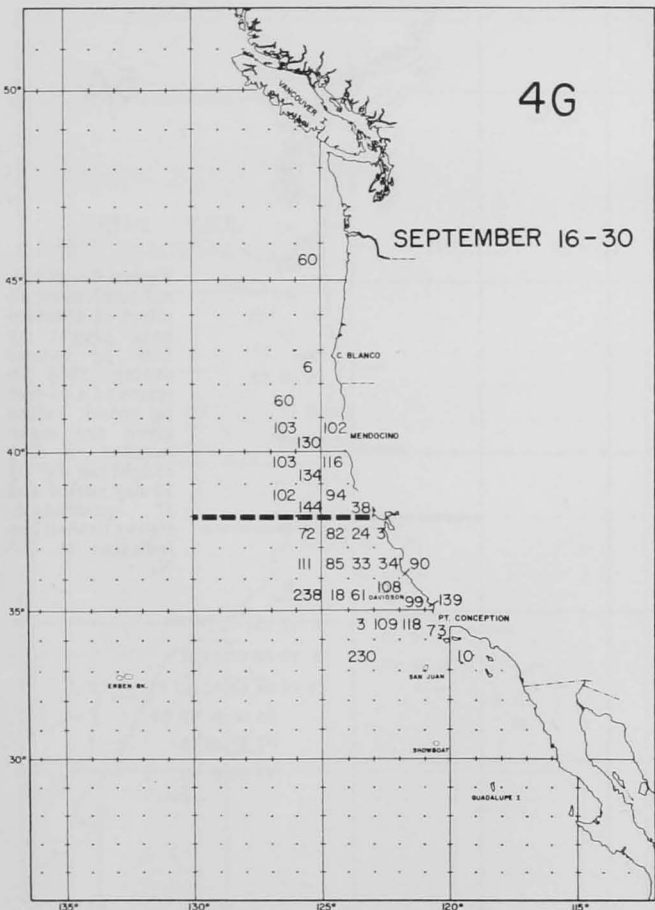 4G
50°
VANCOUVER I.
SEPTEMBER 16-30
60
45°
C. BLANCO
6
60
103 102
MENDOCINO
130
40°
103 116
134
102 94
144 38
72 82 24 3
111 85 33 34 90
108
238 18 61 DAVIDSON 99 139
35°
PT. CONCEPTION
3 109 118 73
230 10
SAN JUAN
ERBEN BK.
SHOWBOAT
30°
GUADALUPE I.
135° 130° 125° 120° 115°